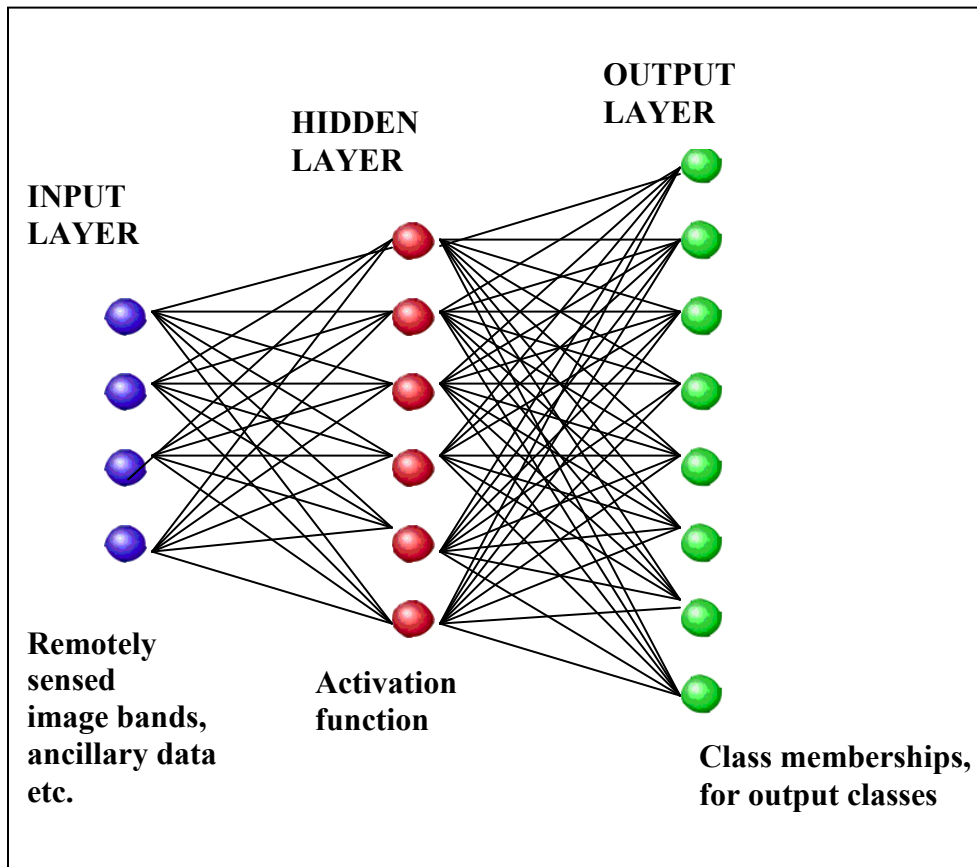 OUTPUT
LAYER
HIDDEN
LAYER
INPUT
LAYER
Remotely
sensed
image bands,
ancillary data
etc.
Activation
function
Class memberships,
for output classes